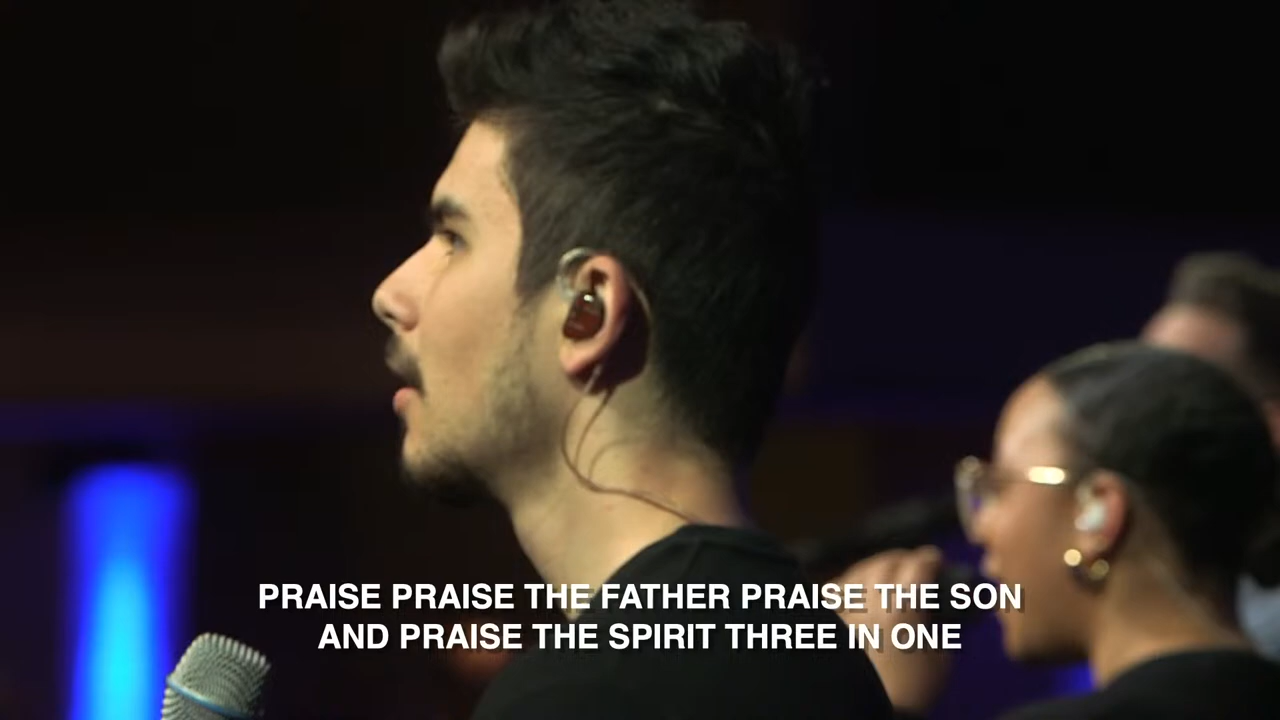 PRAISE PRAISE THE FATHER PRAISE THE SON
AND PRAISE THE SPIRIT THREE IN ONE